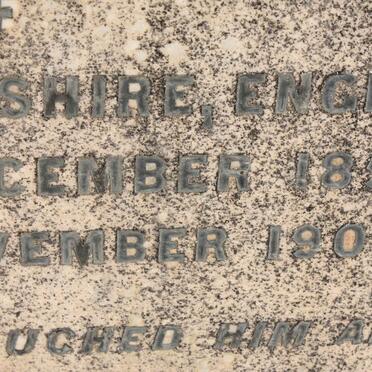 SHIRE, ENG
CEMBER 18
VEMBER 190
UCHED HIM A